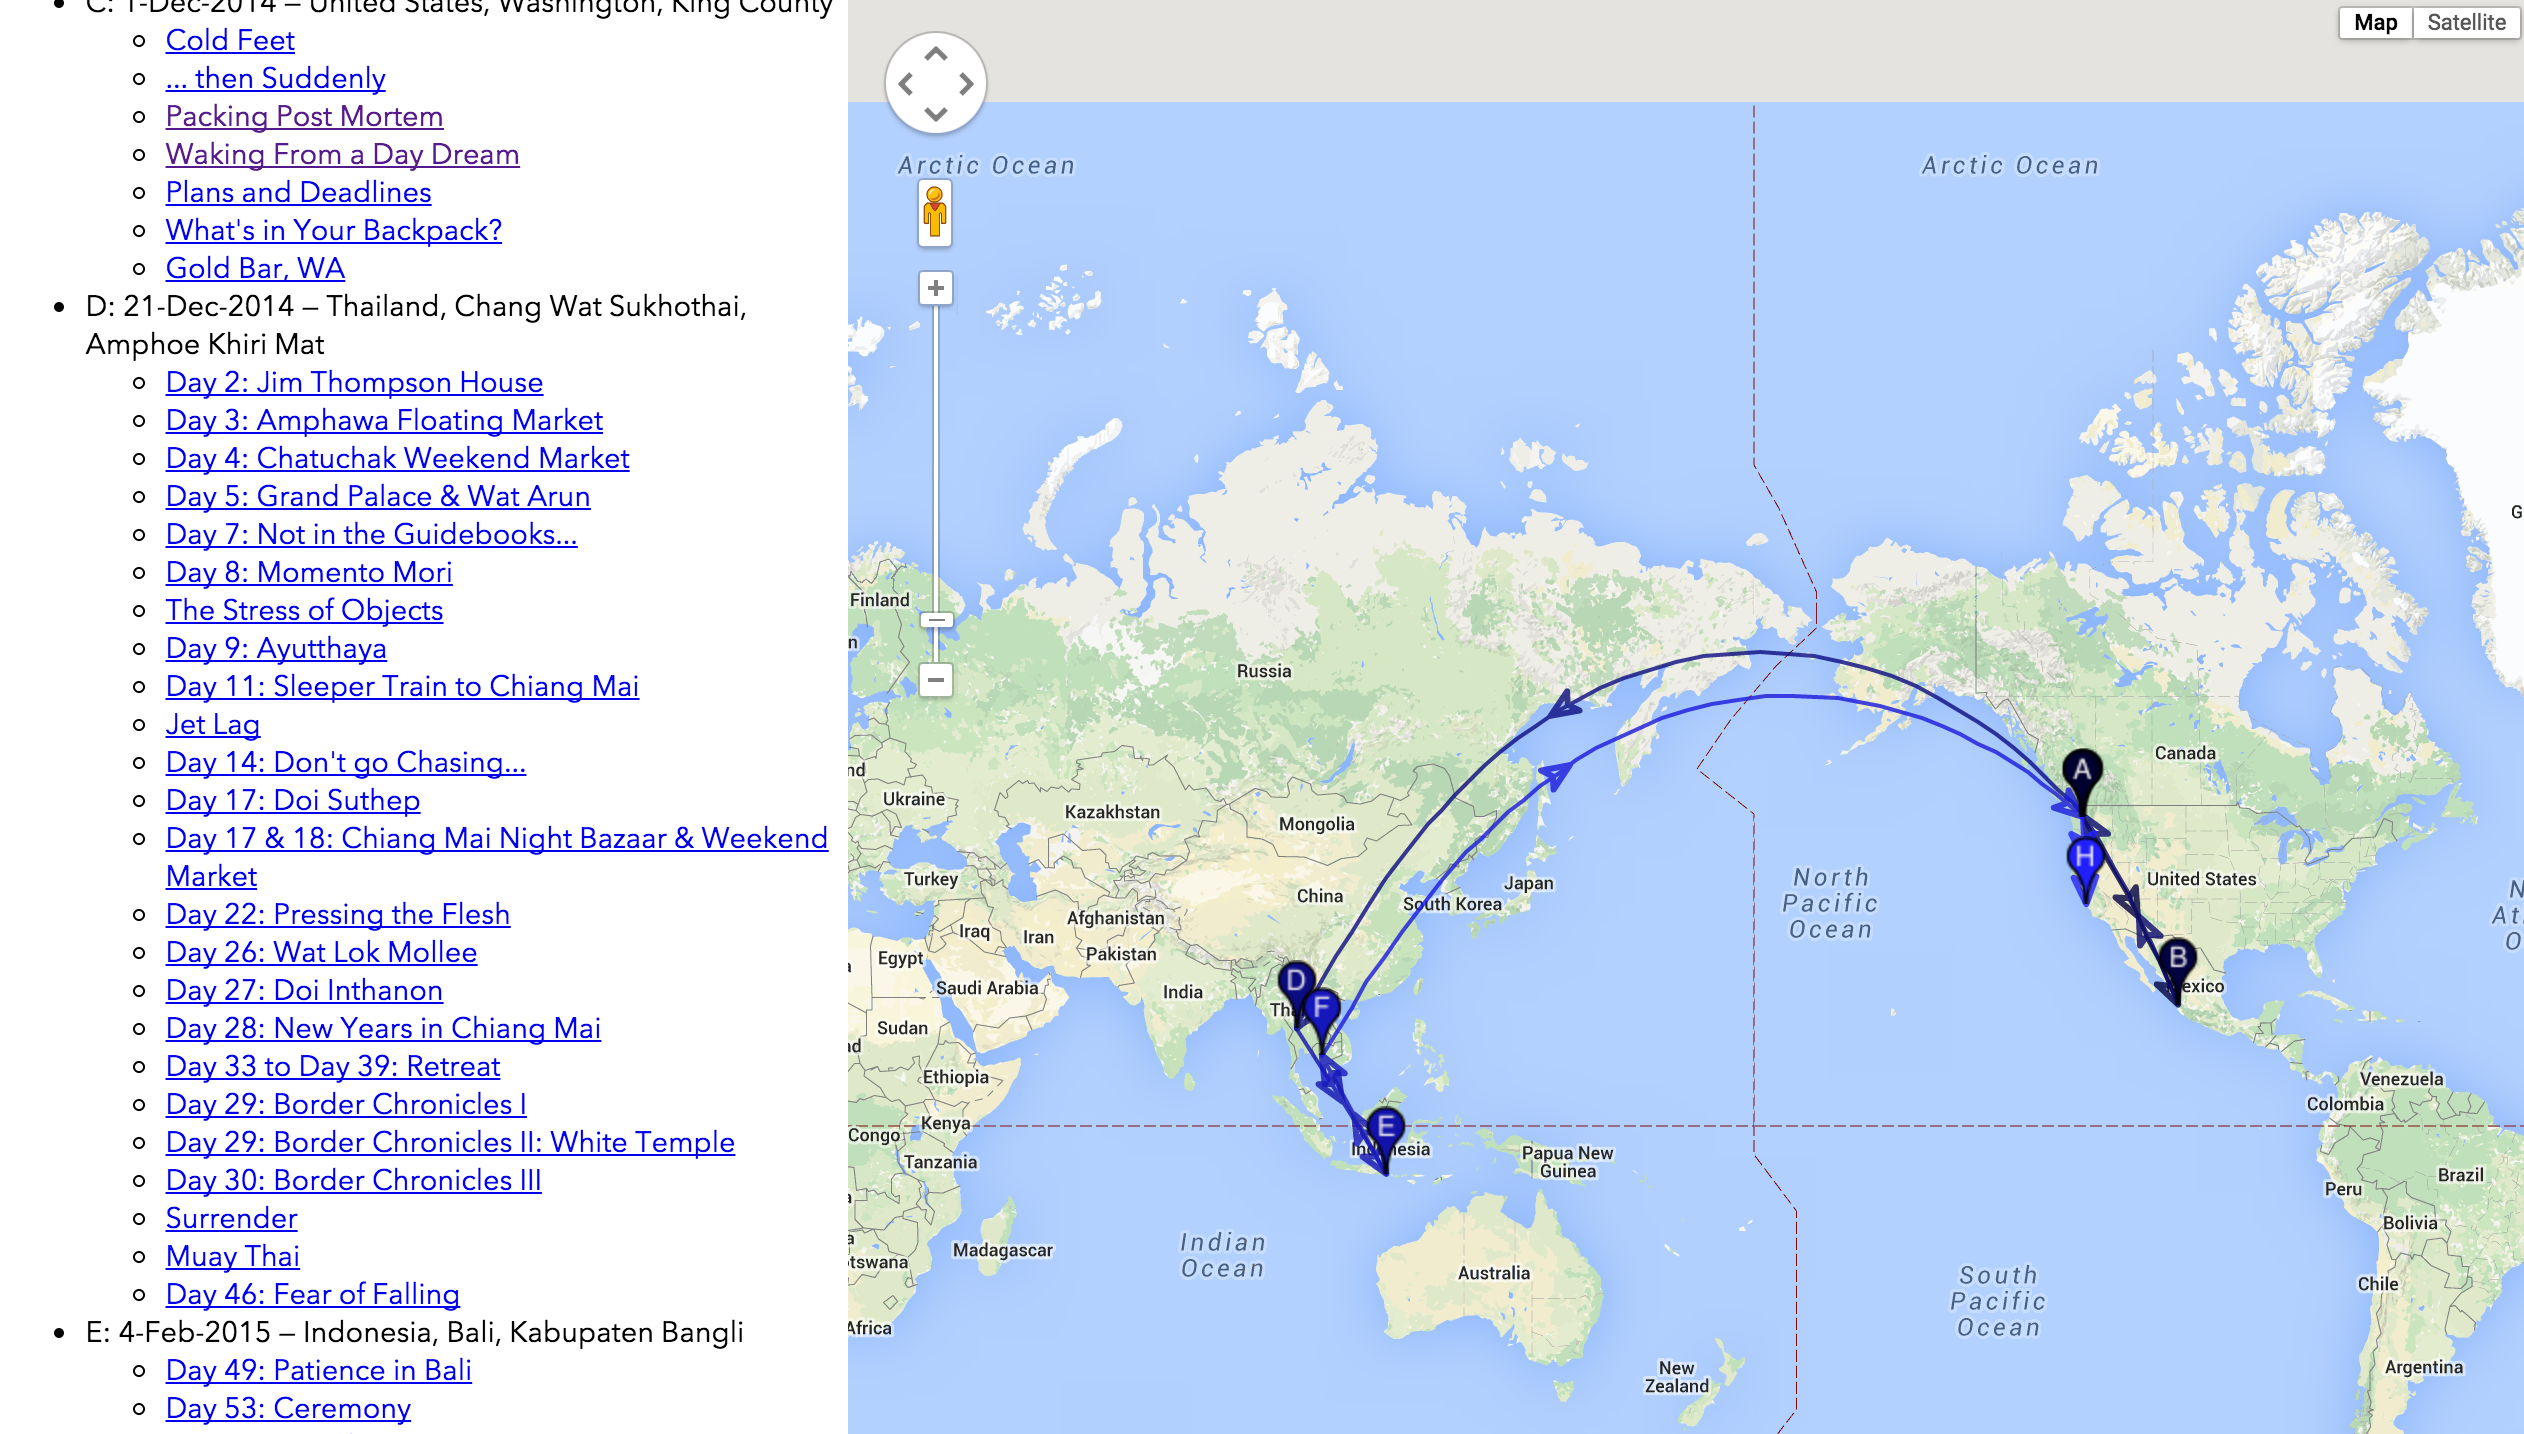 C: 1-Dec-2014 – United States, Washington, King County
Cold Feet
... then Suddenly
Packing Post Mortem
Waking From a Day Dream
Plans and Deadlines
What's in Your Backpack?
Gold Bar, WA
D: 21-Dec-2014 – Thailand, Chang Wat Sukhothai,
Amphoe Khiri Mat
Day 2: Jim Thompson House
Day 3: Amphawa Floating Market
Day 4: Chatuchak Weekend Market
Day 5: Grand Palace & Wat Arun
Day 7: Not in the Guidebooks...
Day 8: Momento Mori
The Stress of Objects
Day 9: Ayutthaya
Day 11: Sleeper Train to Chiang Mai
Jet Lag
Day 14: Don't go Chasing...
Day 17: Doi Suthep
Day 17 & 18: Chiang Mai Night Bazaar & Weekend
Market
Day 22: Pressing the Flesh
Day 26: Wat Lok Mollee
Day 27: Doi Inthanon
Day 28: New Years in Chiang Mai
Day 33 to Day 39: Retreat
Day 29: Border Chronicles I
Day 29: Border Chronicles II: White Temple
Day 30: Border Chronicles III
Surrender
Muay Thai
Day 46: Fear of Falling
E: 4-Feb-2015 – Indonesia, Bali, Kabupaten Bangli
Day 49: Patience in Bali
Day 53: Ceremony
Map Satellite
Arctic Ocean
Arctic Ocean
G
Finland
n
Russia
nd
Canada
A
Ukraine
Kazakhstan
Mongolia
H
Turkey
China
Japan
South Korea
North
Pacific
Ocean
United States
N
At
O
Afghanistan
Iraq
Iran
Pakistan
Egypt
Saudi Arabia
India
D
Tha
F
B
exico
Sudan
ad
Ethiopia
Venezuela
Colombia
Congo
Kenya
E
Indonesia
Tanzania
Papua New
Guinea
Peru
Brazil
Bolivia
a
tswana
Madagascar
Indian
Ocean
Australia
South
Pacific
Ocean
Chile
Africa
New
Zealand
Argentina